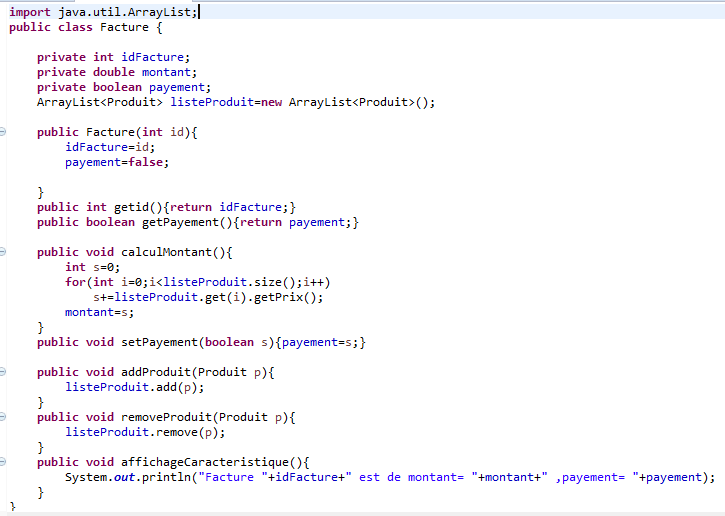 import java.util.ArrayList;
public class Facture {
private int idFacture;
private double montant;
private boolean payement;
ArrayList<Produit> listeProduit=new ArrayList<Produit>();
public Facture(int id){
idFacture=id;
payement=false;
}
public int getid(){return idFacture;}
public boolean getPayement(){return payement;}
public void calculMontant(){
int s=0;
for(int i=0;i<listeProduit.size();i++)
s+=listeProduit.get(i).getPrix();
montant=s;
}
public void setPayement(boolean s){payement=s;}
public void addProduit(Produit p){
listeProduit.add(p);
}
public void removeProduit(Produit p){
listeProduit.remove(p);
}
public void affichageCaracteristique(){
System.out.println("Facture "+idFacture+" est de montant= "+montant+" ,payement= "+payement);
}
}